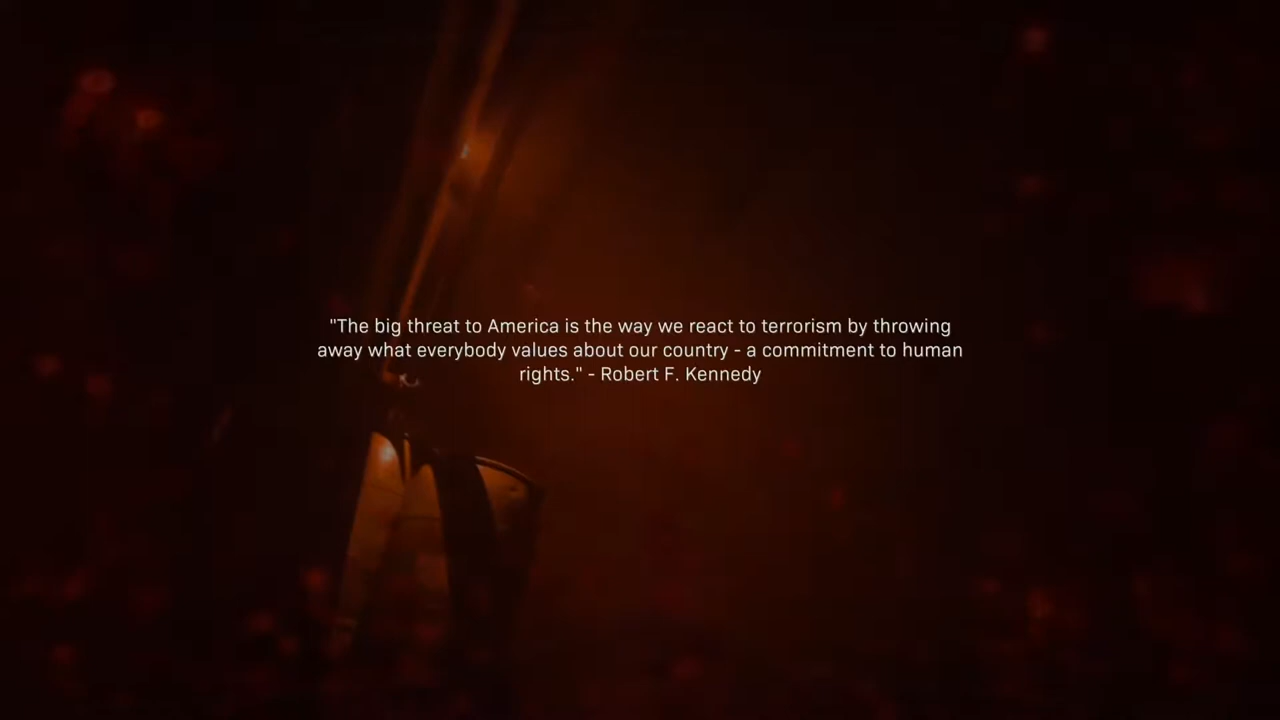 "The big threat to America is the way we react to terrorism by throwing
away what everybody values about our country - a commitment to human
rights." - Robert F. Kennedy